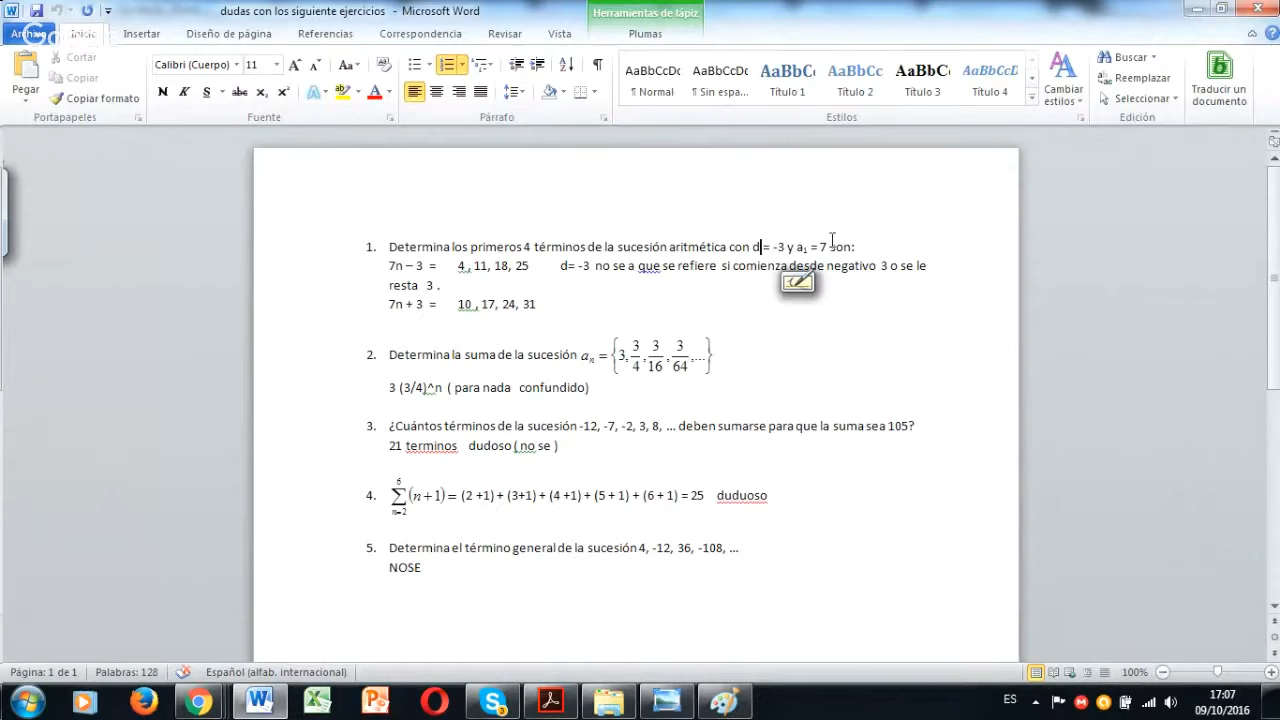 dudas con los siguiente ejercicios - Microsoft Word
Herramientas de lápiz
Archivo Inicio Insertar Diseño de página Referencias Correspondencia Revisar Vista Plumas
Pegar
Cortar
Copiar
Copiar formato
Portapapeles
Calibri (Cuerpo) 11
N K S abc x₂ x²
Fuente
Párrafo
AaBbCcDc AaBbCcDc AaBbC( AaBbCc AaBbCc AaBbCcDc
¶ Normal ¶ Sin espa... Título 1 Título 2 Título 3 Título 4
Estilos
Cambiar estilos
Buscar
Reemplazar
Seleccionar
Edición
Traducir un documento
1. Determina los primeros 4 términos de la sucesión aritmética con d = -3 y a₁ = 7 son:
7n – 3 = 4 , 11, 18, 25 d= -3 no se a que se refiere si comienza desde negativo 3 o se le
resta 3 .
7n + 3 = 10 , 17, 24, 31
2. Determina la suma de la sucesión aₙ = {3, 3/4, 3/16, 3/64, ...}
3 (3/4)^n ( para nada confundido)
3. ¿Cuántos términos de la sucesión -12, -7, -2, 3, 8, ... deben sumarse para que la suma sea 105?
21 terminos dudoso ( no se )
4. ∑ 6 n=2 (n + 1) = (2 +1) + (3+1) + (4 +1) + (5 + 1) + (6 + 1) = 25 duduoso
5. Determina el término general de la sucesión 4, -12, 36, -108, ...
NOSE
Página: 1 de 1 Palabras: 128 Español (alfab. internacional) 100%
ES 17:07
09/10/2016